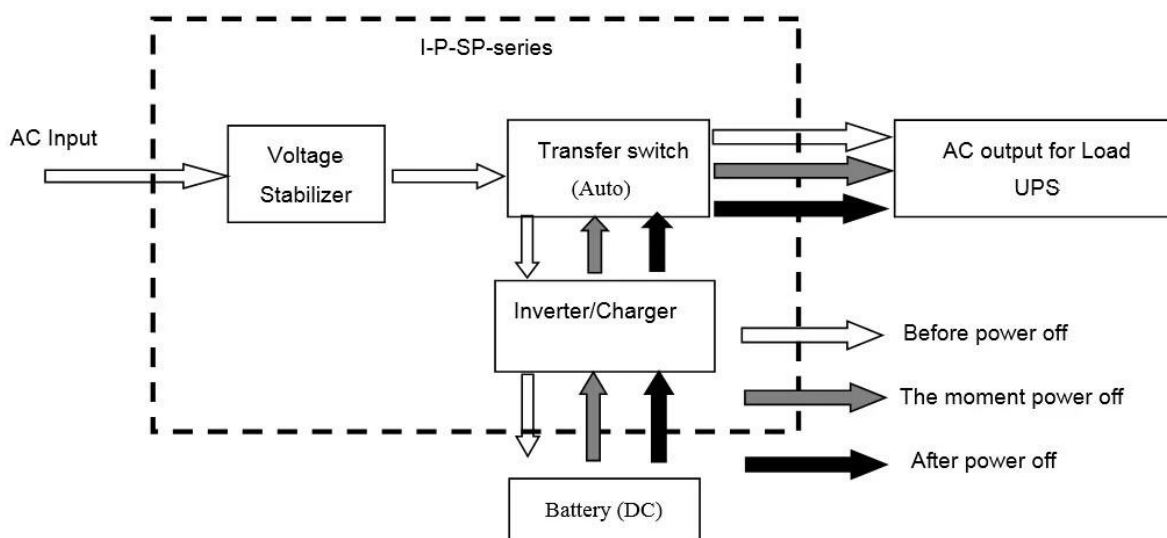 I-P-SP-series
AC Input
Voltage
Stabilizer
Transfer switch
(Auto)
AC output for Load
UPS
Inverter/Charger
Before power off
The moment power off
After power off
Battery (DC)